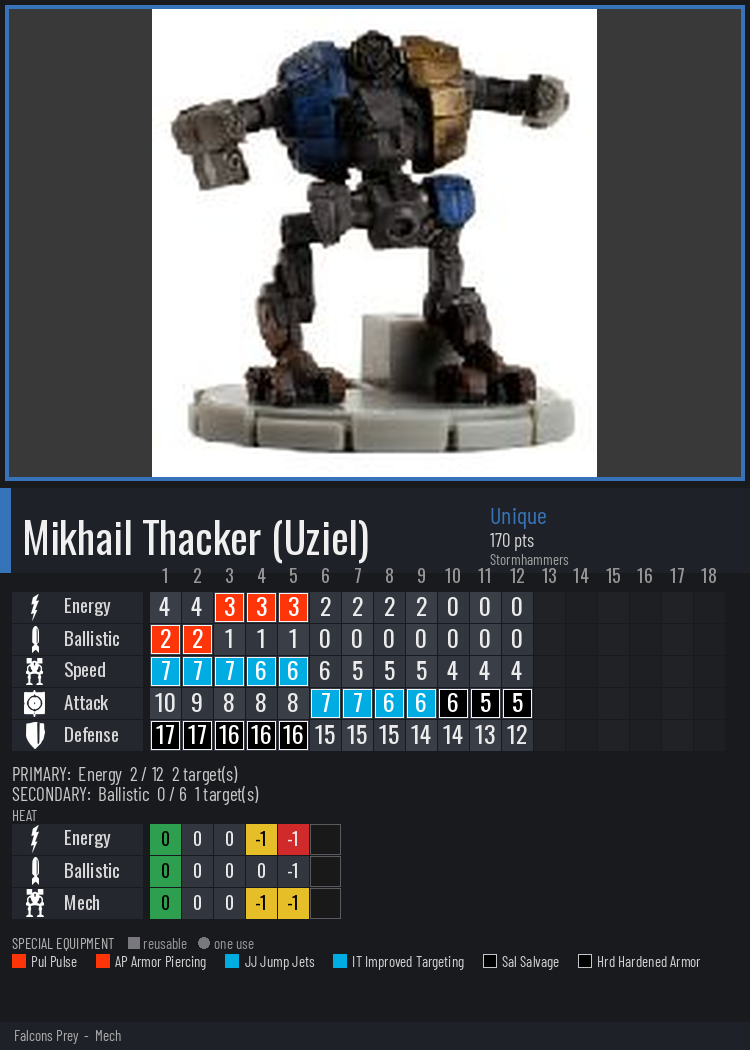 Mikhail Thacker (Uziel)
Unique
170 pts
Stormhammers
1 2 3 4 5 6 7 8 9 10 11 12 13 14 15 16 17 18
Energy 4 4 3 3 3 2 2 2 2 0 0 0
Ballistic 2 2 1 1 1 0 0 0 0 0 0 0
Speed 7 7 7 6 6 6 5 5 5 4 4 4
Attack 10 9 8 8 8 7 7 6 6 6 5 5
Defense 17 17 16 16 16 15 15 15 14 14 13 12
PRIMARY: Energy 2 / 12 2 target(s)
SECONDARY: Ballistic 0 / 6 1 target(s)
HEAT
Energy 0 0 0 -1 -1
Ballistic 0 0 0 0 -1
Mech 0 0 0 -1 -1
SPECIAL EQUIPMENT reusable one use
Pul Pulse AP Armor Piercing JJ Jump Jets IT Improved Targeting Sal Salvage Hrd Hardened Armor
Falcons Prey - Mech